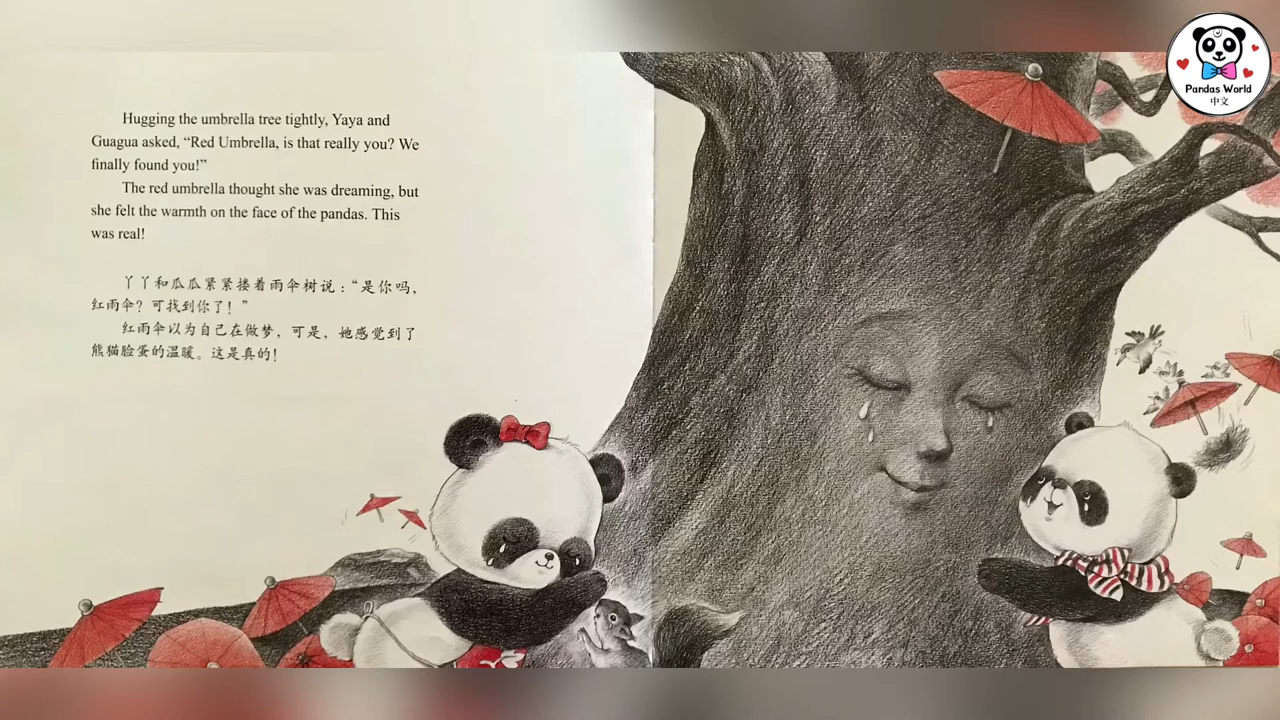 Hugging the umbrella tree tightly, Yaya and
Guagua asked, “Red Umbrella, is that really you? We
finally found you!”
The red umbrella thought she was dreaming, but
she felt the warmth on the face of the pandas. This
was real!
丫丫和瓜瓜紧紧搂着雨伞树说：“是你吗，
红雨伞？可找到你了！”
红雨伞以为自己在做梦，可是，她感觉到了
熊猫脸蛋的温暖。这是真的！
Pandas World
中文